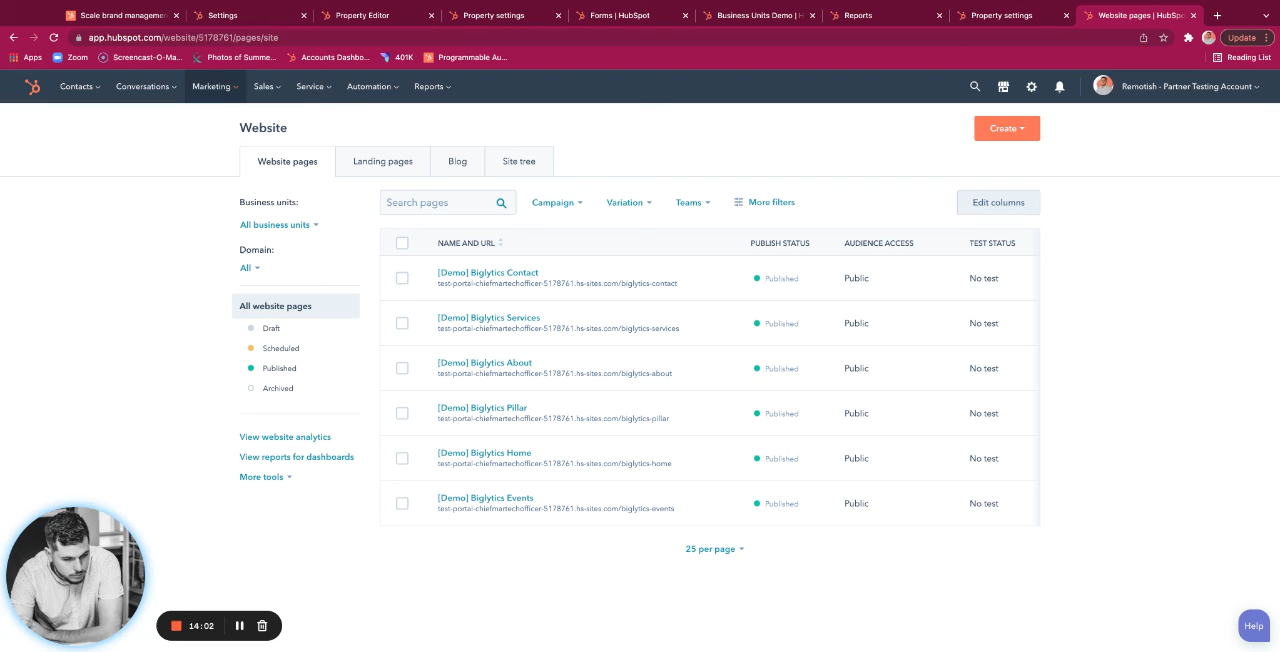 Scale brand managemen
Settings
Property Editor
Property settings
Forms | HubSpot
Business Units Demo | H
Reports
Property settings
Website pages | HubSpo
app.hubspot.com/website/5178761/pages/site
Update
Apps
Zoom
Screencast-O-Ma...
Photos of Summe...
Accounts Dashbo...
401K
Programmable Au...
Reading List
Contacts
Conversations
Marketing
Sales
Service
Automation
Reports
Remotish - Partner Testing Account
Website
Create
Website pages
Landing pages
Blog
Site tree
Business units:
All business units
Domain:
All
All website pages
Draft
Scheduled
Published
Archived
View website analytics
View reports for dashboards
More tools
Search pages
Campaign
Variation
Teams
More filters
Edit columns
NAME AND URL
PUBLISH STATUS
AUDIENCE ACCESS
TEST STATUS
[Demo] Biglytics Contact
test-portal-chiefmartechofficer-5178761.hs-sites.com/biglytics-contact
Published
Public
No test
[Demo] Biglytics Services
test-portal-chiefmartechofficer-5178761.hs-sites.com/biglytics-services
Published
Public
No test
[Demo] Biglytics About
test-portal-chiefmartechofficer-5178761.hs-sites.com/biglytics-about
Published
Public
No test
[Demo] Biglytics Pillar
test-portal-chiefmartechofficer-5178761.hs-sites.com/biglytics-pillar
Published
Public
No test
[Demo] Biglytics Home
test-portal-chiefmartechofficer-5178761.hs-sites.com/biglytics-home
Published
Public
No test
[Demo] Biglytics Events
test-portal-chiefmartechofficer-5178761.hs-sites.com/biglytics-events
Published
Public
No test
25 per page
14:02
Help